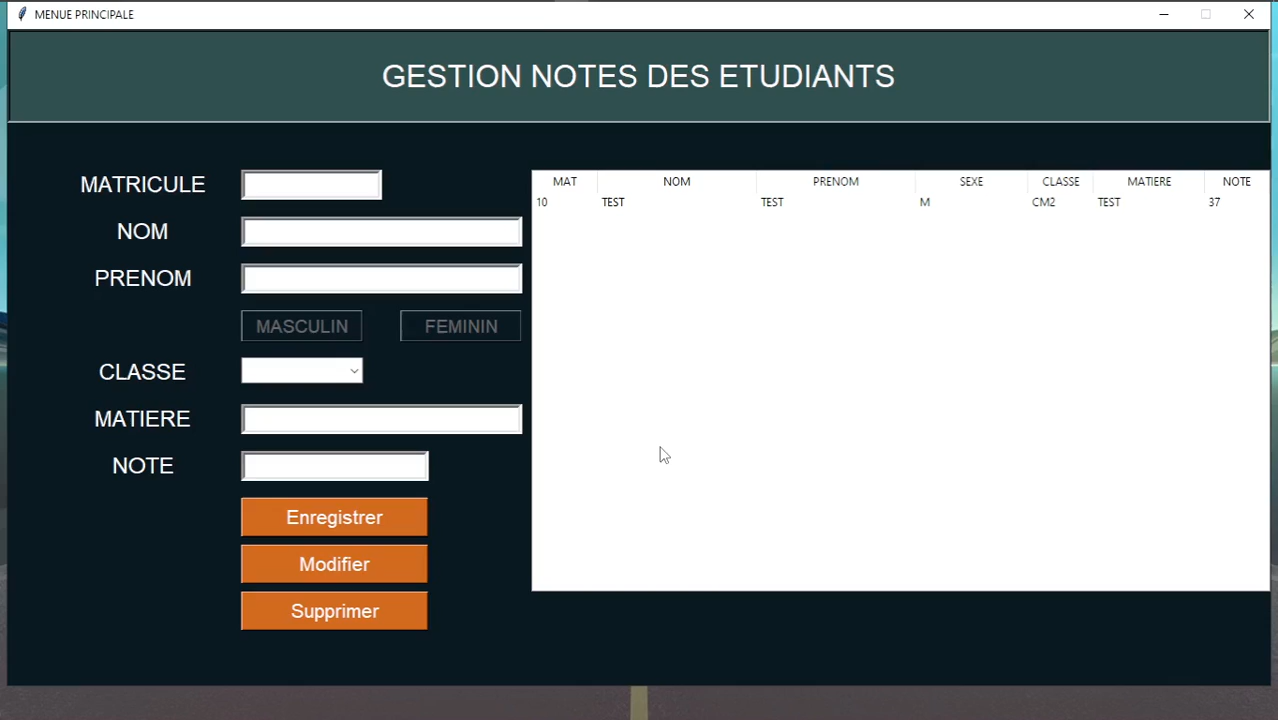 MENUE PRINCIPALE
GESTION NOTES DES ETUDIANTS
MATRICULE
NOM
PRENOM
MASCULIN FEMININ
CLASSE
MATIERE
NOTE
Enregistrer
Modifier
Supprimer
MAT NOM PRENOM SEXE CLASSE MATIERE NOTE
10 TEST TEST M CM2 TEST 37